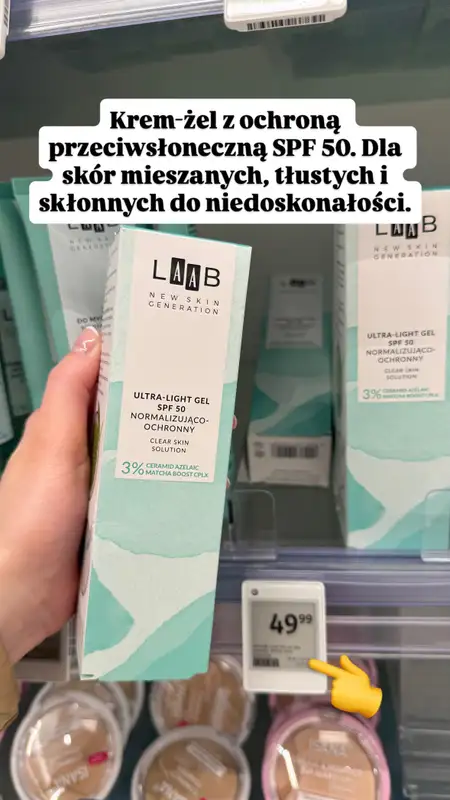 Krem-żel z ochroną
przeciwsłoneczną SPF 50. Dla
skór mieszanych, tłustych i
skłonnych do niedoskonałości.
LAAB
NEW SKIN
GENERATION
ULTRA-LIGHT GEL
SPF 50
NORMALIZUJĄCO-
OCHRONNY
CLEAR SKIN
SOLUTION
3% CERAMID AZELAIC
MATCHA BOOST CPLX
LAAB
NEW SKIN
GENERATION
ULTRA-LIGHT GEL
SPF 50
NORMALIZUJĄCO-
OCHRONNY
CLEAR SKIN
SOLUTION
3% CERAMID AZELAIC
MATCHA BOOST CPLX
49 99
ISANA
ISANA